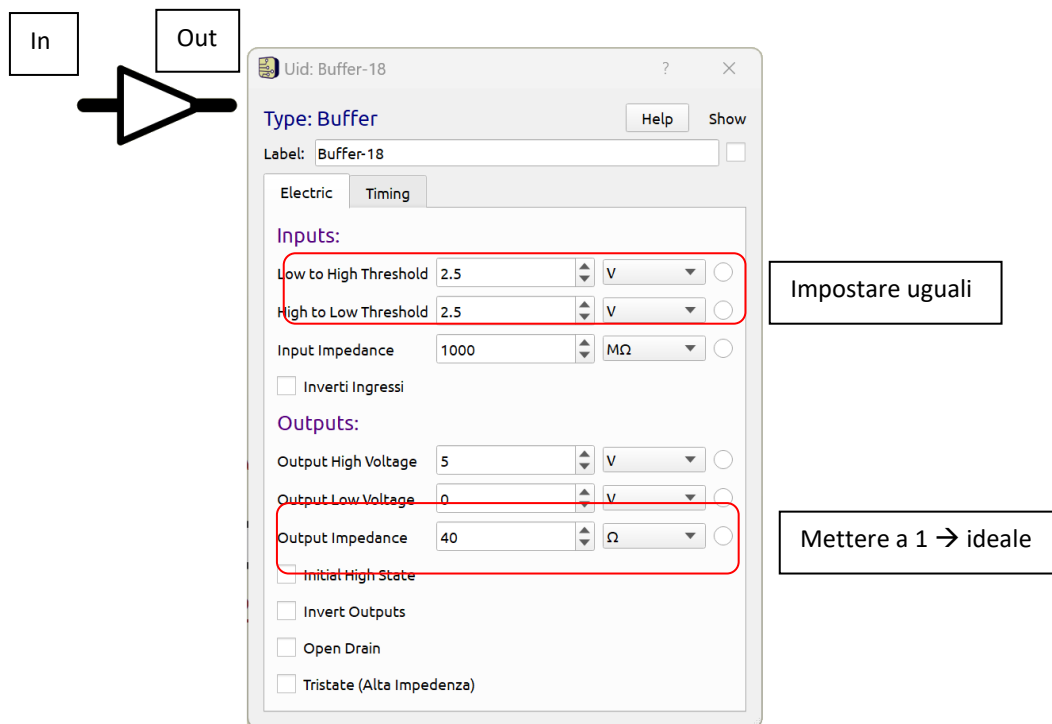 In
Out
Uid: Buffer-18 ?
Type: Buffer Help Show
Label: Buffer-18
Electric Timing
Inputs:
Low to High Threshold 2.5 V
High to Low Threshold 2.5 V
Impostare uguali
Input Impedance 1000 MΩ
Inverti Ingressi
Outputs:
Output High Voltage 5 V
Output Low Voltage 0 V
Output Impedance 40 Ω
Mettere a 1 → ideale
Initial High State
Invert Outputs
Open Drain
Tristate (Alta Impedenza)